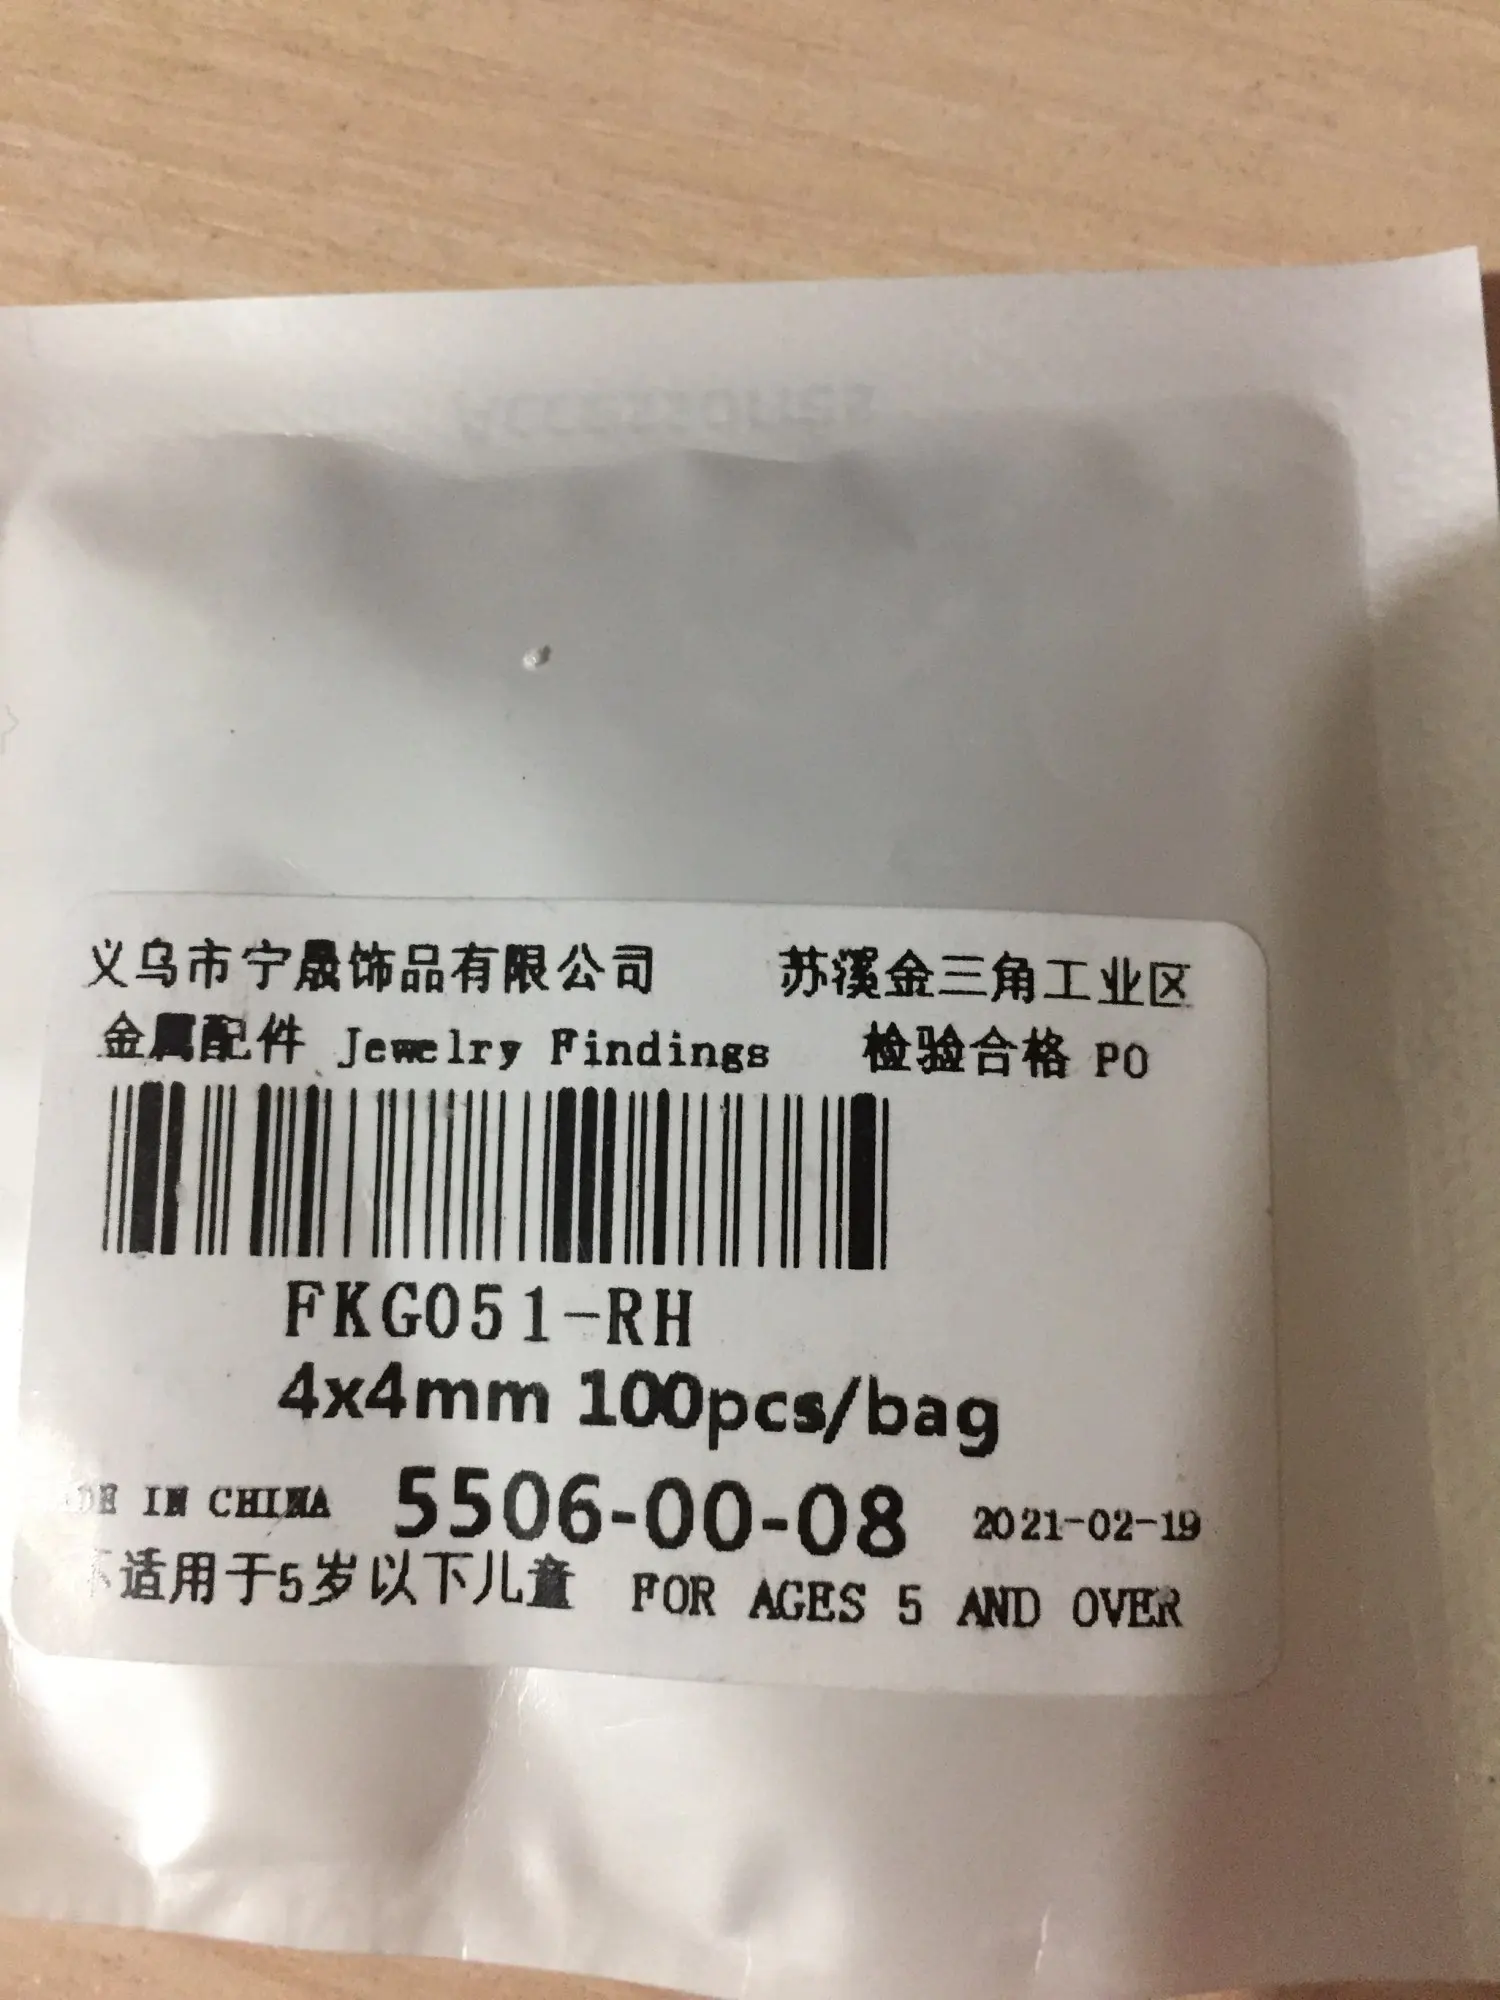 ACCESSORIES
义乌市宁晟饰品有限公司 苏溪金三角工业区
金属配件 Jewelry Findings 检验合格 PO
FKG051-RH
4x4mm 100pcs/bag
DE IN CHINA 5506-00-08 2021-02-19
适用于5岁以下儿童 FOR AGES 5 AND OVER